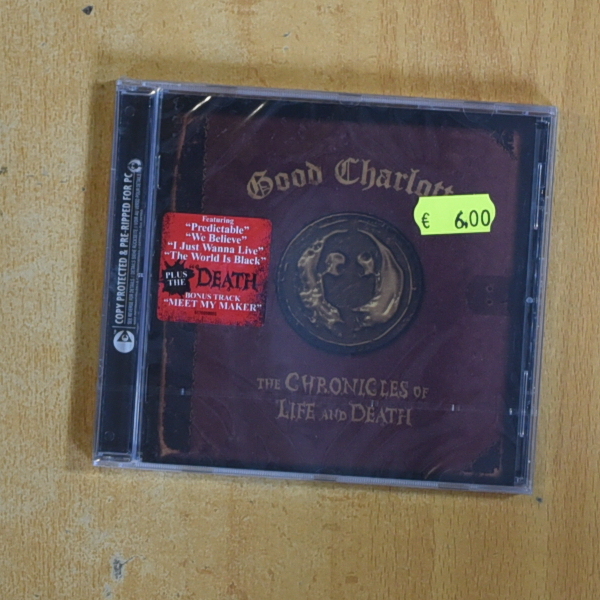 Good Charlott
€ 6,00
Featuring
"Predictable"
"We Believe"
"I Just Wanna Live"
"The World Is Black"
PLUS THE "DEATH"
BONUS TRACK
"MEET MY MAKER"
THE CHRONICLES OF
LIFE AND DEATH
COPY PROTECTED & PRE-RIPPED FOR PC